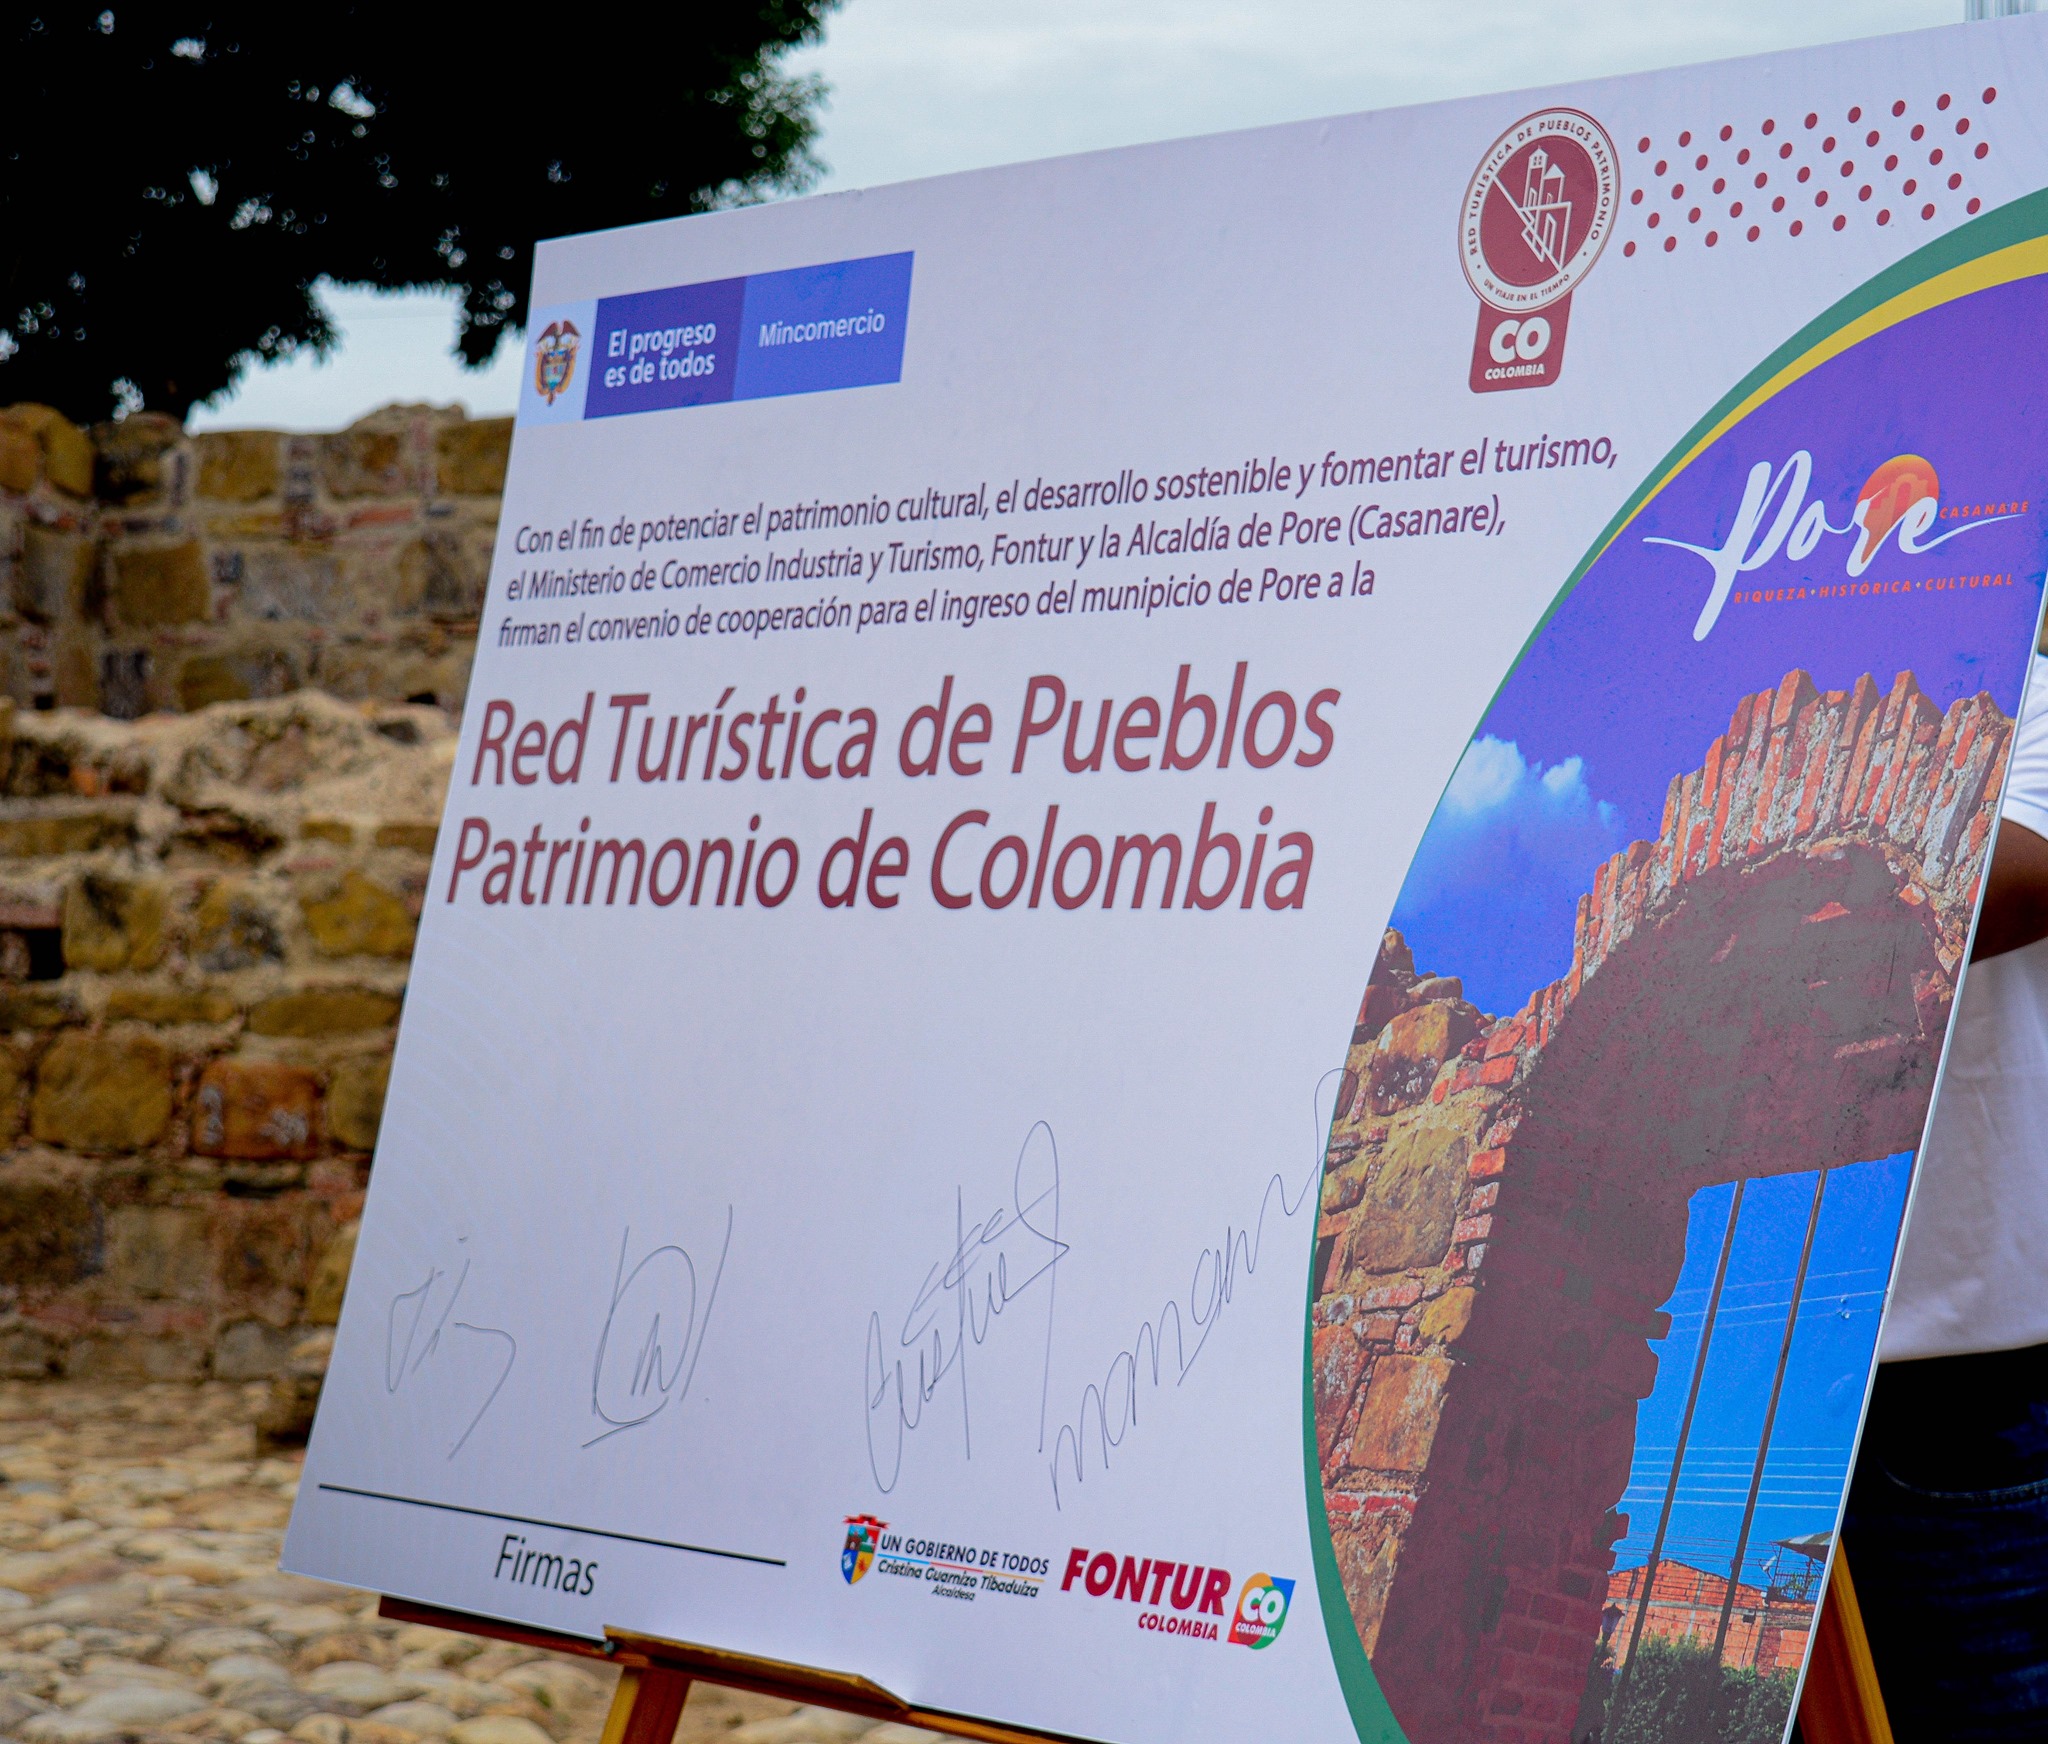 RED TURÍSTICA DE PUEBLOS PATRIMONIO
UN VIAJE EN EL TIEMPO
CO
COLOMBIA
El progreso
es de todos
Mincomercio
Con el fin de potenciar el patrimonio cultural, el desarrollo sostenible y fomentar el turismo,
el Ministerio de Comercio Industria y Turismo, Fontur y la Alcaldía de Pore (Casanare),
firman el convenio de cooperación para el ingreso del munipicio de Pore a la
Red Turística de Pueblos
Patrimonio de Colombia
Pore
CASANARE
RIQUEZA • HISTÓRICA • CULTURAL
Firmas
UN GOBIERNO DE TODOS
Cristina Guarnizo Tibaduiza
Alcaldesa
FONTUR
COLOMBIA
CO
COLOMBIA